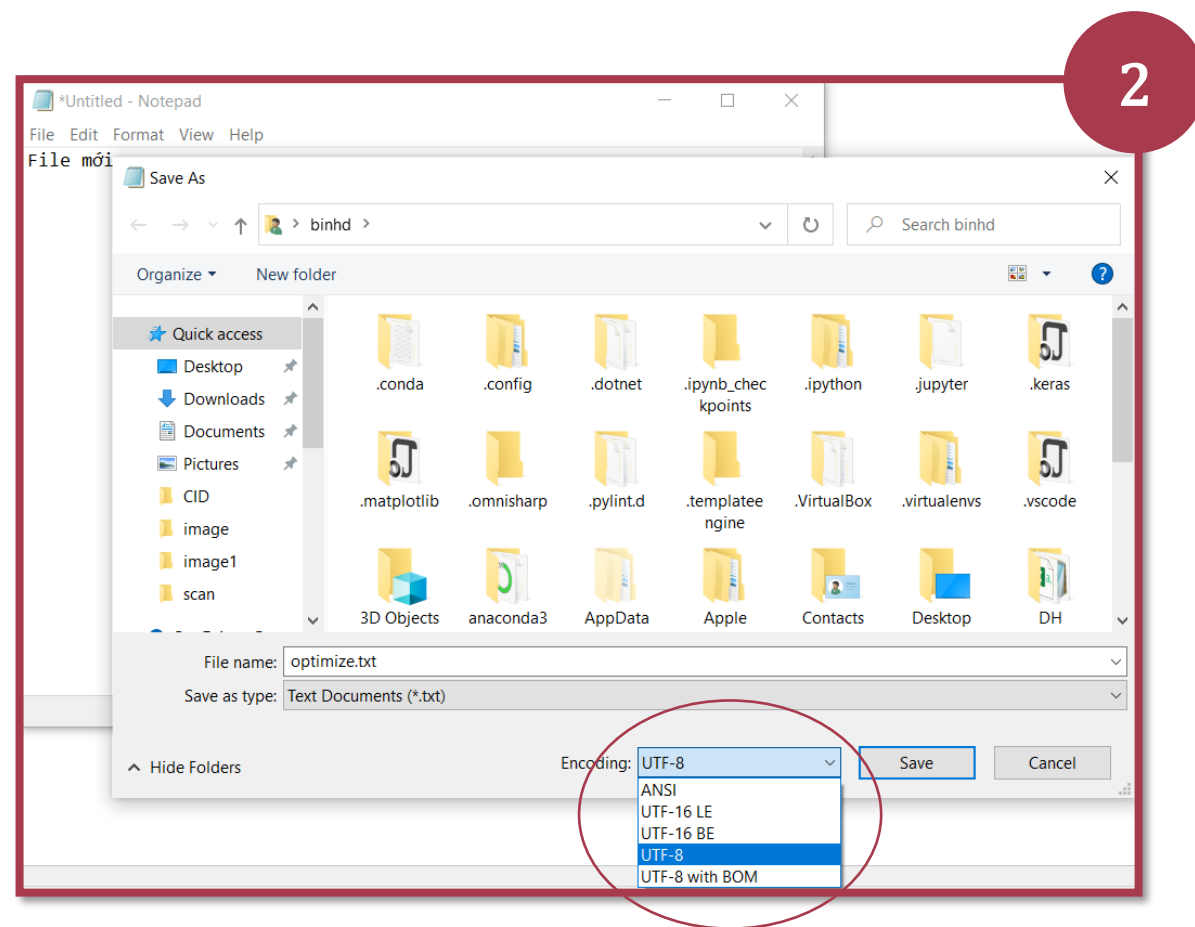 2
*Untitled - Notepad
File Edit Format View Help
File mới
Save As
binhd
Search binhd
Organize
New folder
?
Quick access
Desktop
Downloads
Documents
Pictures
CID
image
image1
scan
.conda
.config
.dotnet
.ipynb_chec
kpoints
.ipython
.jupyter
.keras
.matplotlib
.omnisharp
.pylint.d
.templatee
ngine
.VirtualBox
.virtualenvs
.vscode
3D Objects
anaconda3
AppData
Apple
Contacts
Desktop
DH
File name: optimize.txt
Save as type: Text Documents (*.txt)
Hide Folders
Encoding: UTF-8
Save
Cancel
ANSI
UTF-16 LE
UTF-16 BE
UTF-8
UTF-8 with BOM